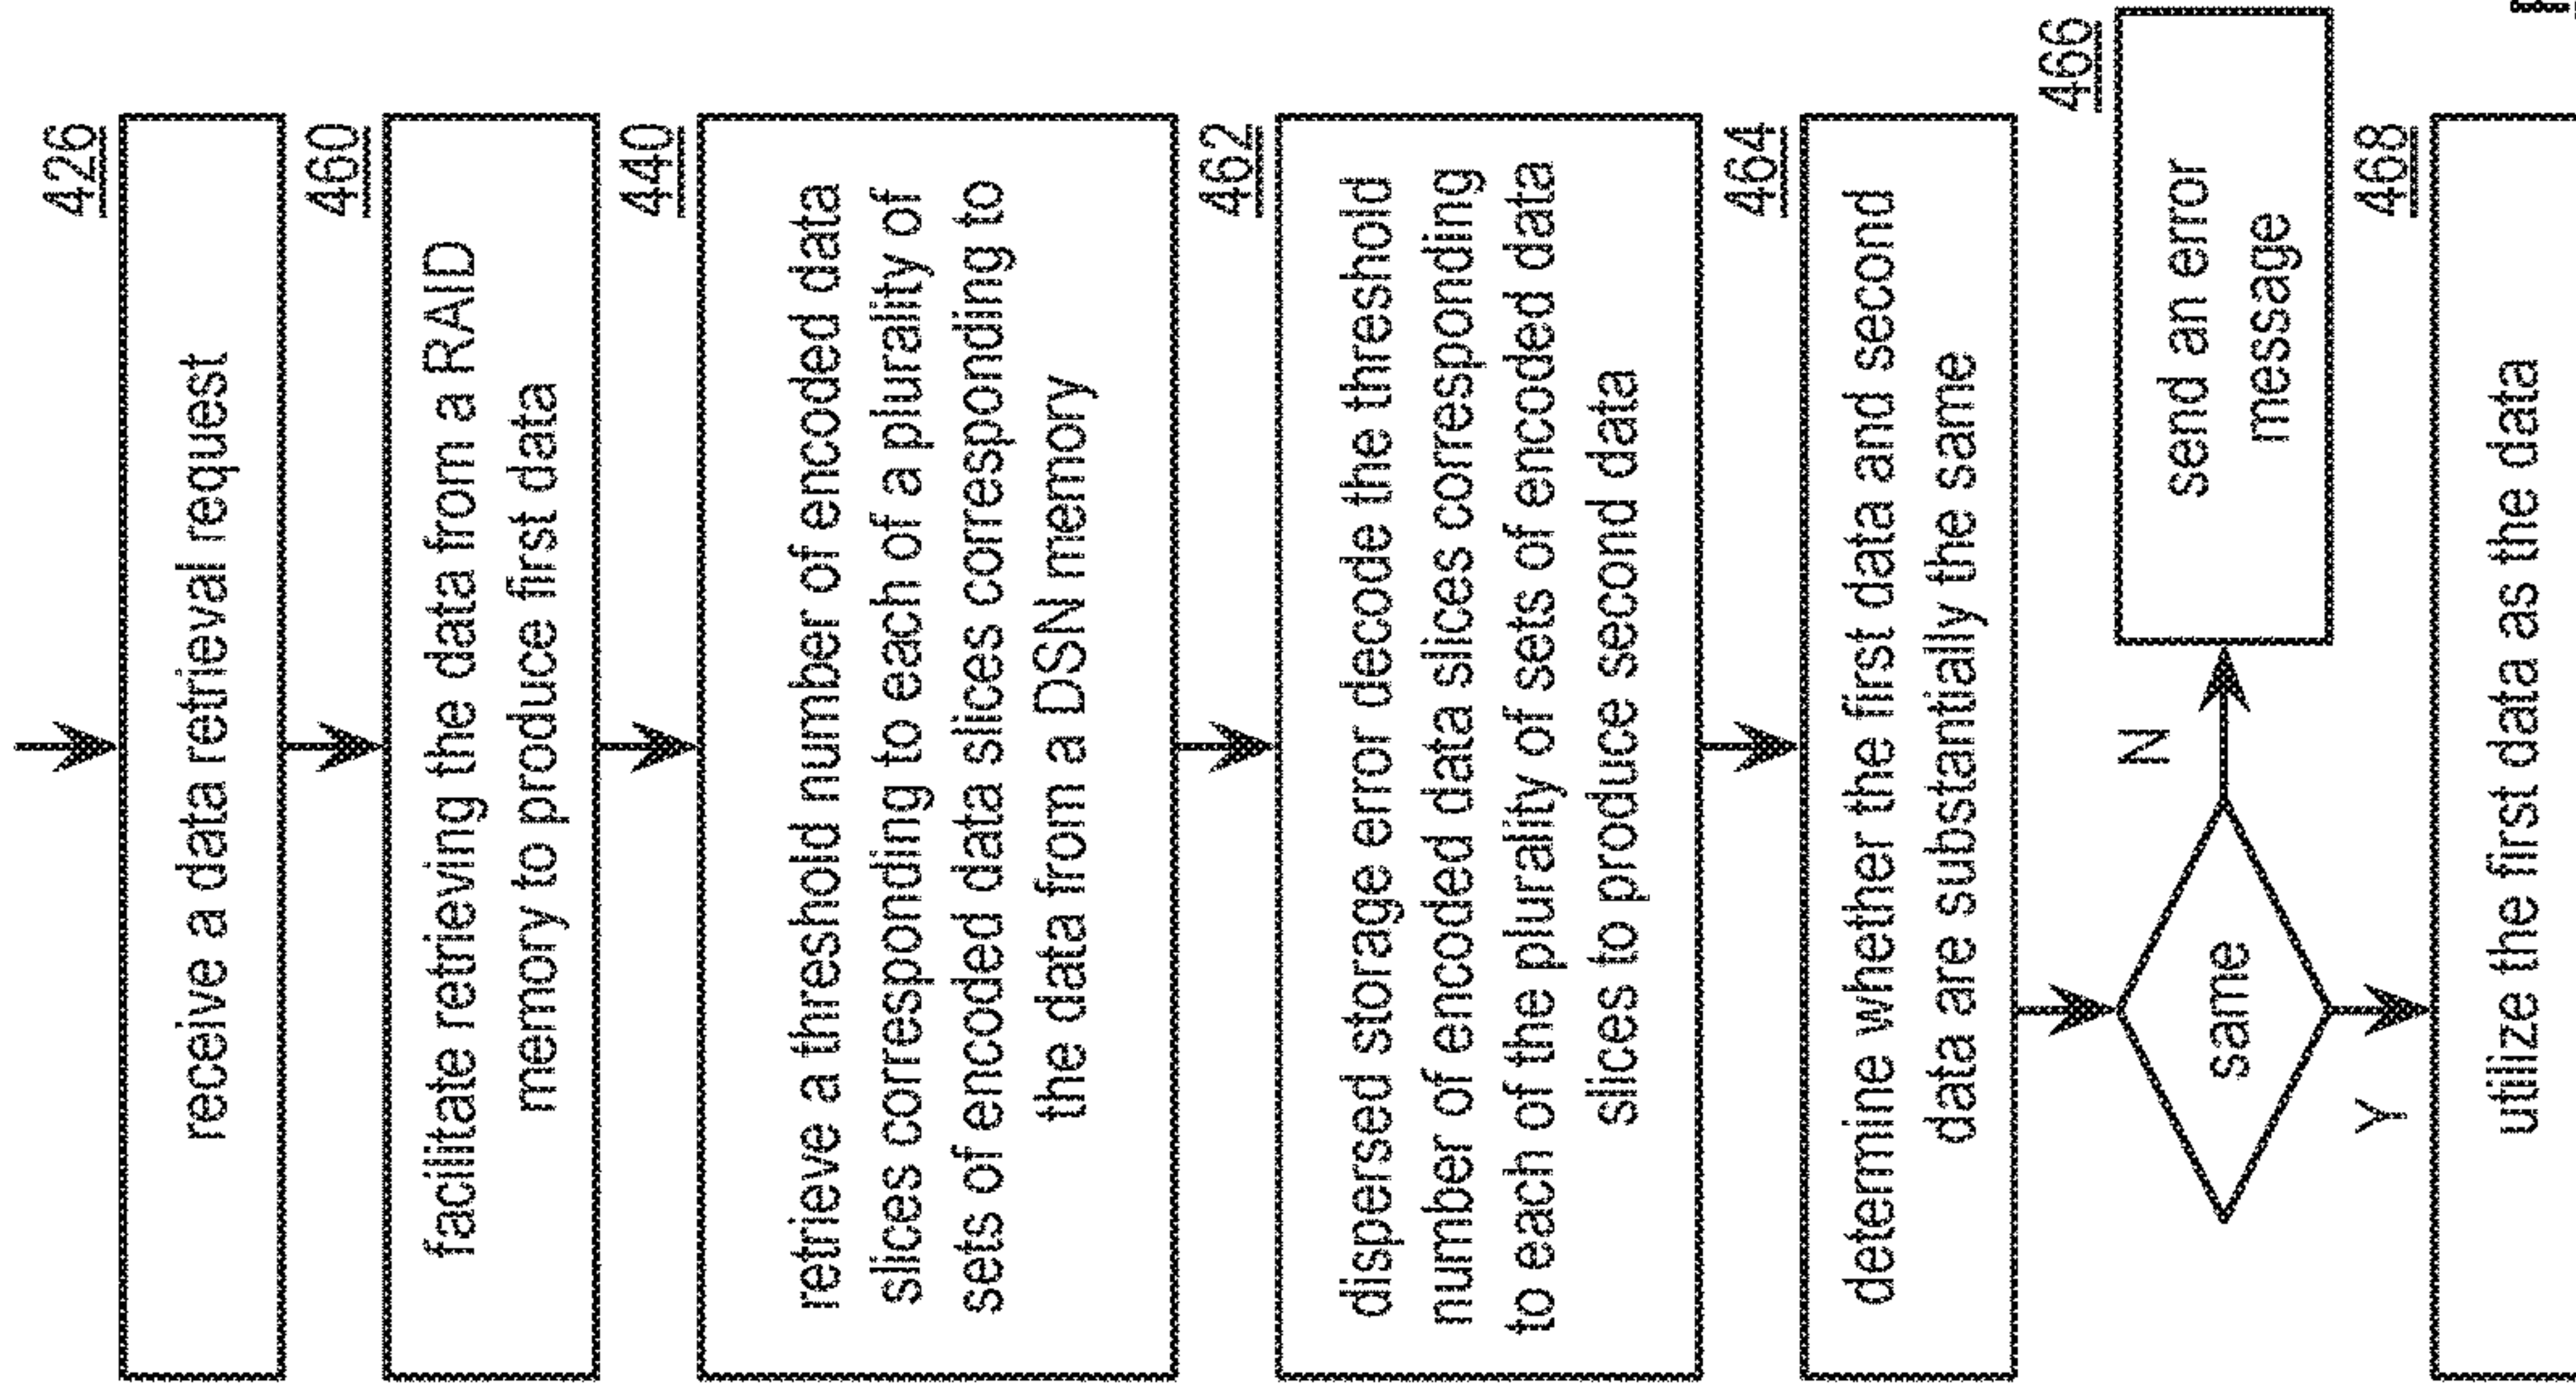 426
receive a data retrieval request
460
facilitate retrieving the data from a RAID
memory to produce first data
440
retrieve a threshold number of encoded data
slices corresponding to each of a plurality of
sets of encoded data slices corresponding to
the data from a DSN memory
462
dispersed storage error decode the threshold
number of encoded data slices corresponding
to each of the plurality of sets of encoded data
slices to produce second data
464
determine whether the first data and second
data are substantially the same
same
N
466
send an error
message
Y
468
utilize the first data as the data